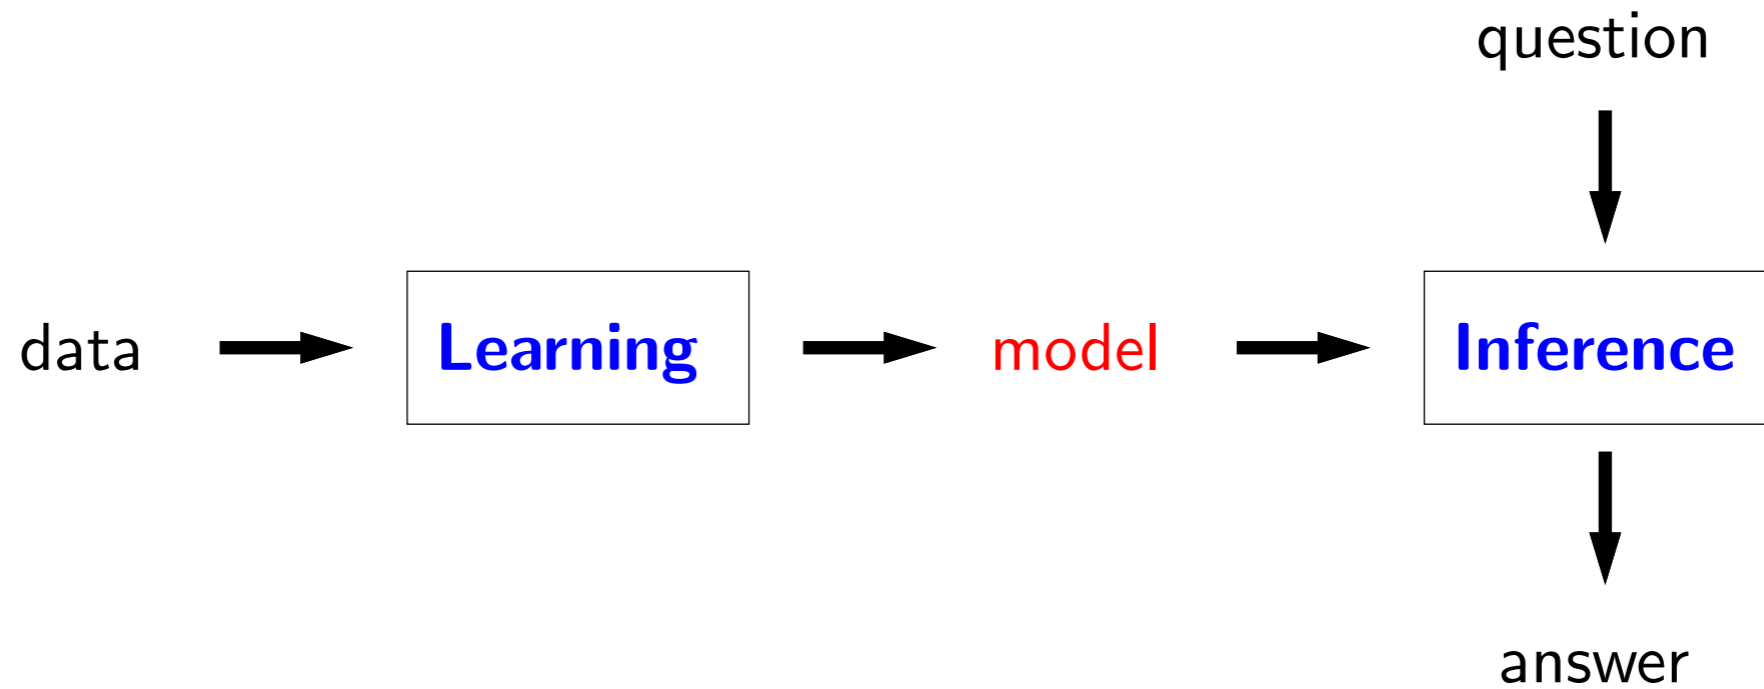 question
data
Learning
model
Inference
answer